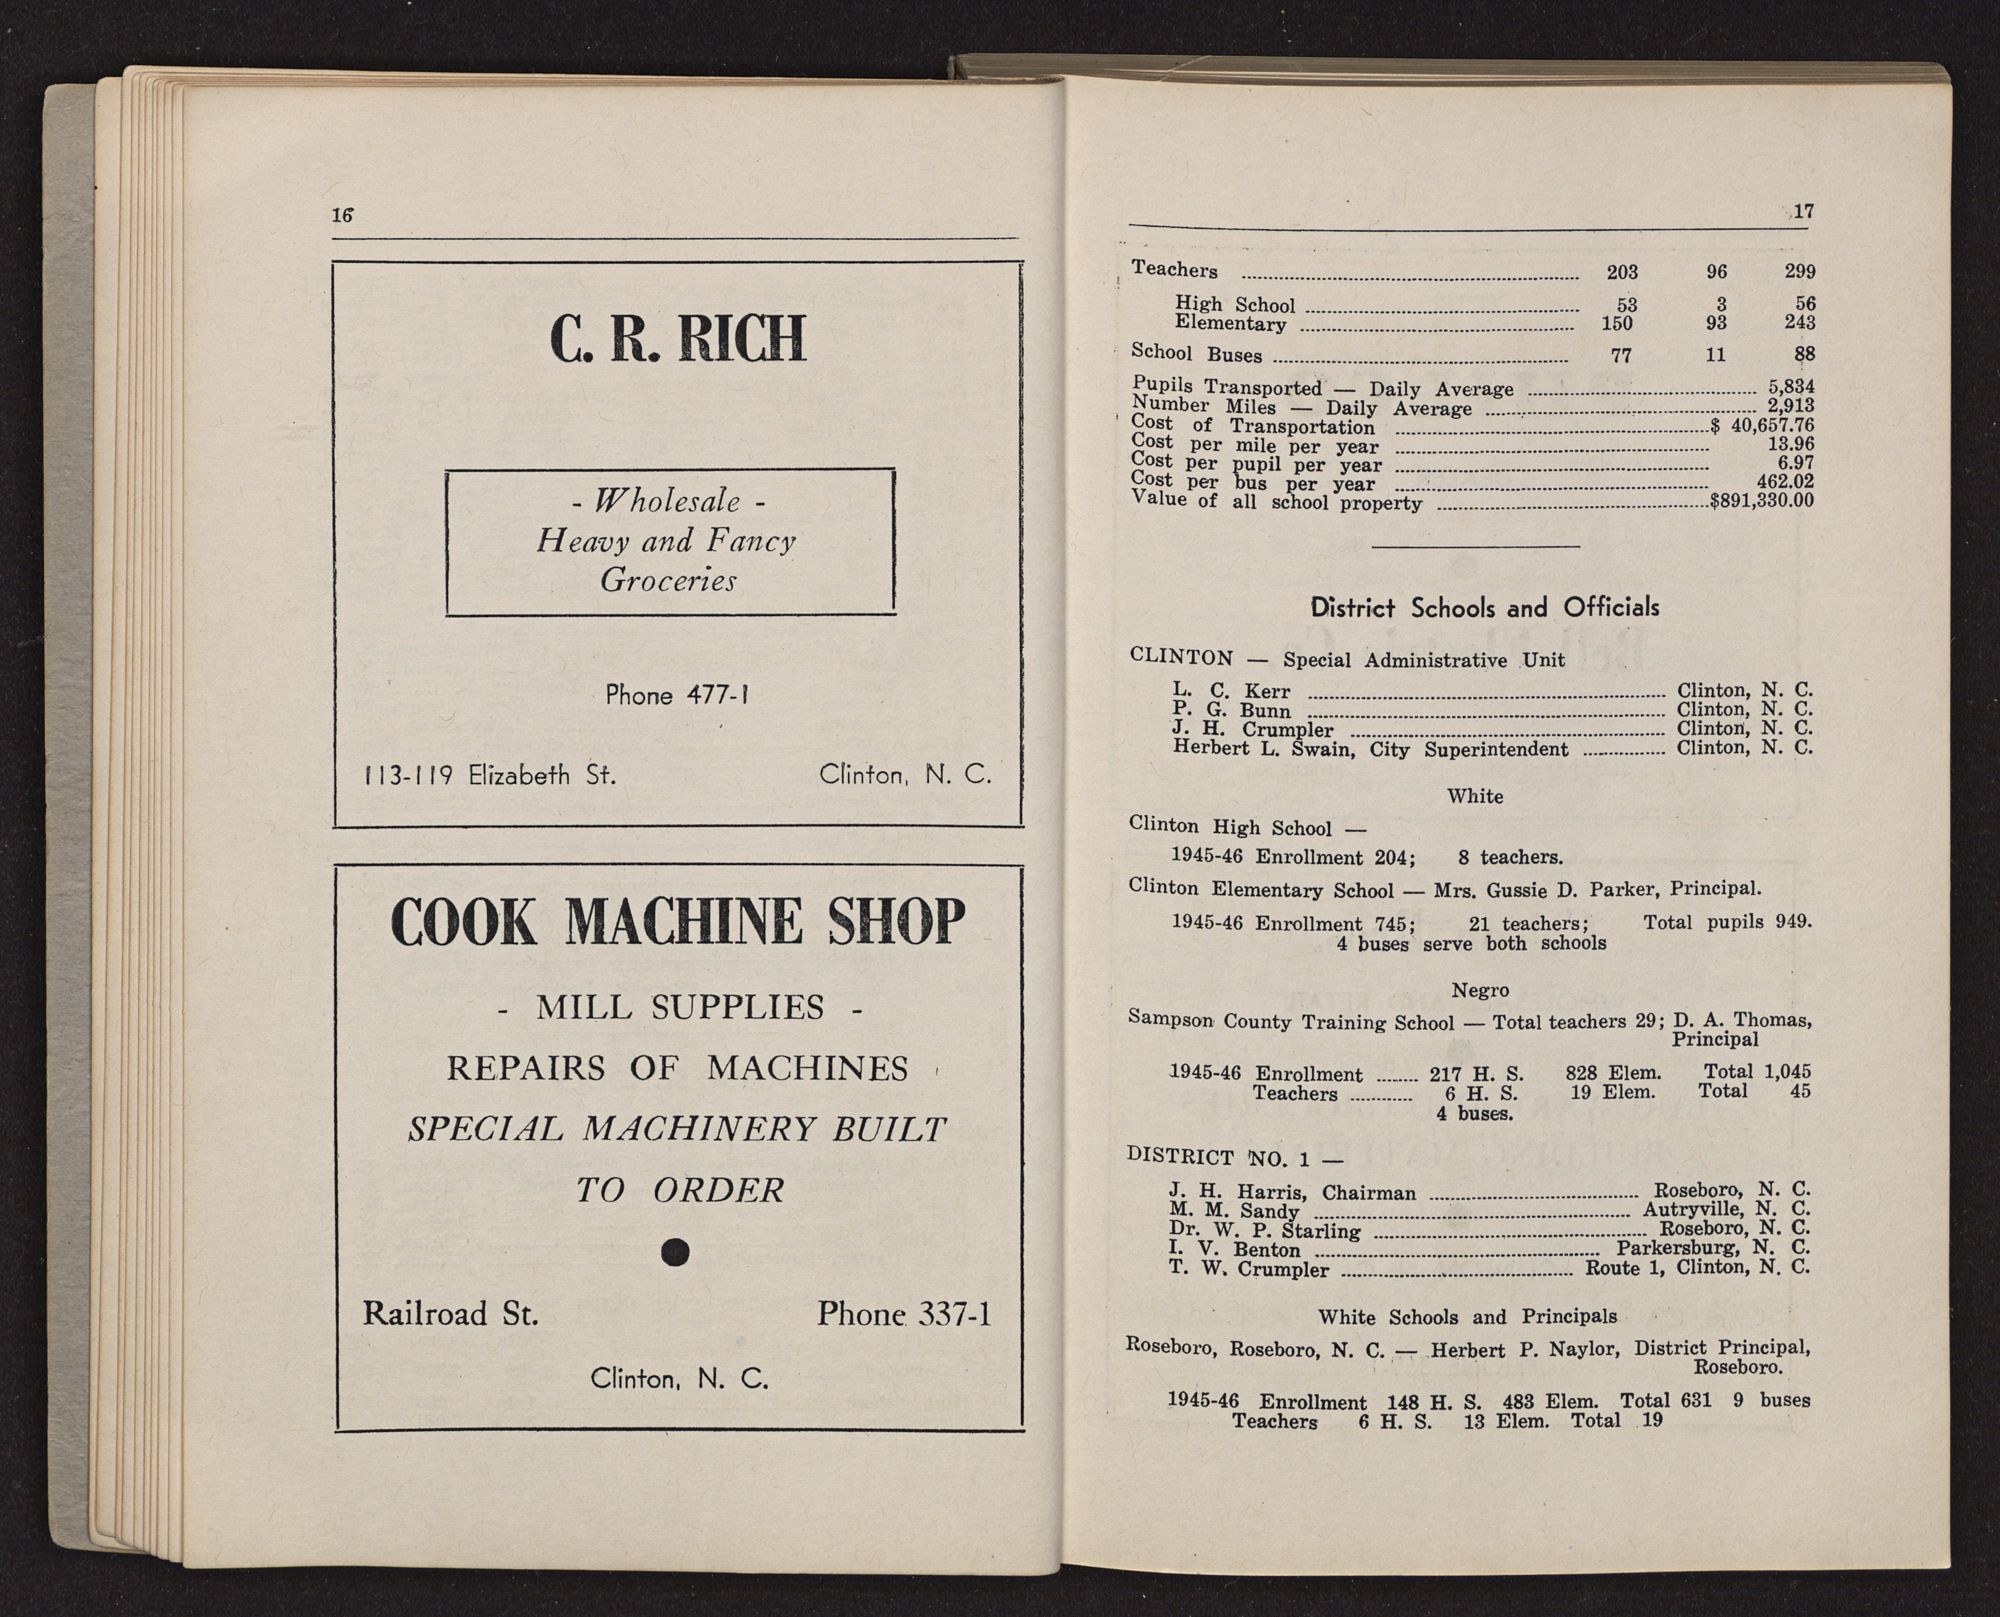 16
C. R. RICH
- Wholesale -
Heavy and Fancy
Groceries
Phone 477-1
113-119 Elizabeth St. Clinton, N. C.
COOK MACHINE SHOP
- MILL SUPPLIES -
REPAIRS OF MACHINES
SPECIAL MACHINERY BUILT
TO ORDER
Railroad St. Phone 337-1
Clinton, N. C.
17
Teachers ........ 203 96 299
High School ........ 53 3 56
Elementary ........ 150 93 243
School Buses ........ 77 11 88
Pupils Transported — Daily Average ........ 5,834
Number Miles — Daily Average ........ 2,913
Cost of Transportation ........ $ 40,657.76
Cost per mile per year ........ 13.96
Cost per pupil per year ........ 6.97
Cost per bus per year ........ 462.02
Value of all school property ........ $891,330.00
District Schools and Officials
CLINTON — Special Administrative Unit
L. C. Kerr ........ Clinton, N. C.
P. G. Bunn ........ Clinton, N. C.
J. H. Crumpler ........ Clinton, N. C.
Herbert L. Swain, City Superintendent ........ Clinton, N. C.
White
Clinton High School —
1945-46 Enrollment 204; 8 teachers.
Clinton Elementary School — Mrs. Gussie D. Parker, Principal.
1945-46 Enrollment 745; 21 teachers; Total pupils 949.
4 buses serve both schools
Negro
Sampson County Training School — Total teachers 29; D. A. Thomas,
Principal
1945-46 Enrollment ........ 217 H. S. 828 Elem. Total 1,045
Teachers ........ 6 H. S. 19 Elem. Total 45
4 buses.
DISTRICT NO. 1 —
J. H. Harris, Chairman ........ Roseboro, N. C.
M. M. Sandy ........ Autryville, N. C.
Dr. W. P. Starling ........ Roseboro, N. C.
I. V. Benton ........ Parkersburg, N. C.
T. W. Crumpler ........ Route 1, Clinton, N. C.
White Schools and Principals
Roseboro, Roseboro, N. C. — Herbert P. Naylor, District Principal,
Roseboro.
1945-46 Enrollment 148 H. S. 483 Elem. Total 631 9 buses
Teachers 6 H. S. 13 Elem. Total 19